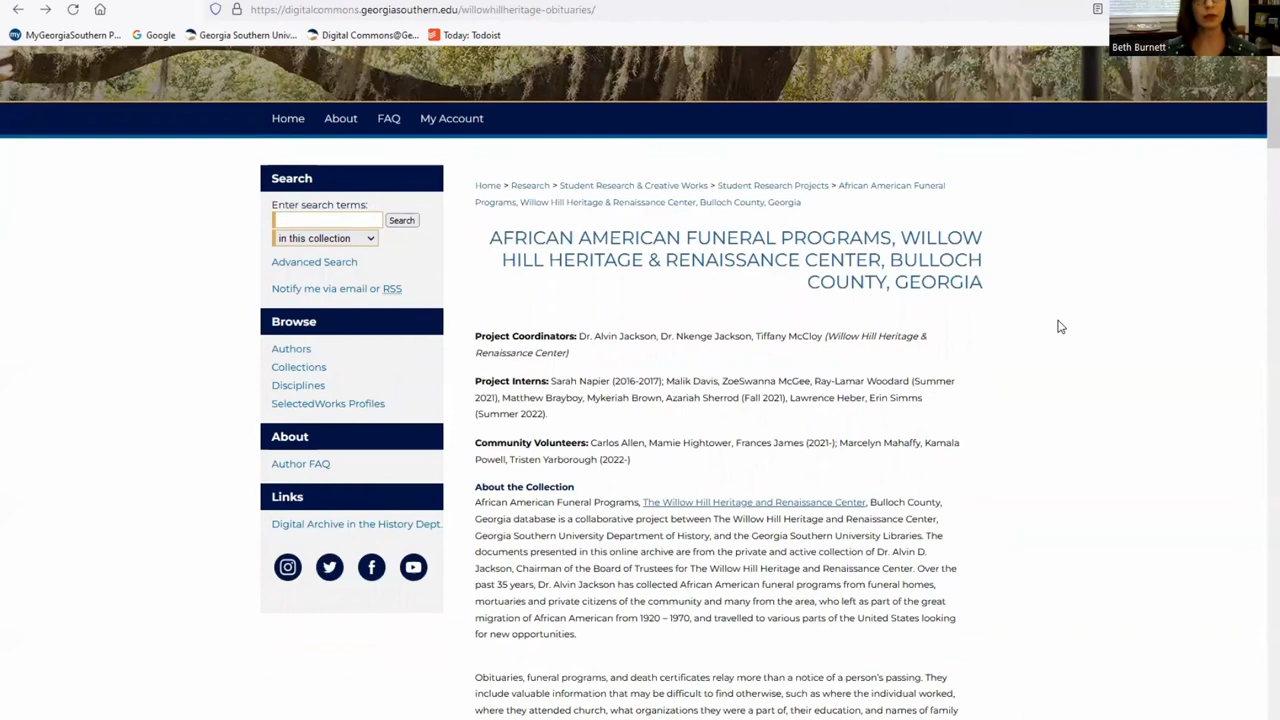 https://digitalcommons.georgiasouthern.edu/willowhillheritage-obituaries/
MyGeorgiaSouthern P...
Google
Georgia Southern Univ...
Digital Commons@Ge...
Today: Todoist
Beth Burnett
Home
About
FAQ
My Account
Search
Enter search terms:
Search
in this collection
Advanced Search
Notify me via email or RSS
Browse
Authors
Collections
Disciplines
SelectedWorks Profiles
About
Author FAQ
Links
Digital Archive in the History Dept.
Home > Research > Student Research & Creative Works > Student Research Projects > African American Funeral
Programs, Willow Hill Heritage & Renaissance Center, Bulloch County, Georgia
AFRICAN AMERICAN FUNERAL PROGRAMS, WILLOW
HILL HERITAGE & RENAISSANCE CENTER, BULLOCH
COUNTY, GEORGIA
Project Coordinators: Dr. Alvin Jackson, Dr. Nkenge Jackson, Tiffany McCloy (Willow Hill Heritage &
Renaissance Center)
Project Interns: Sarah Napier (2016-2017); Malik Davis, ZoeSwanna McGee, Ray-Lamar Woodard (Summer
2021), Matthew Brayboy, Mykeriah Brown, Azariah Sherrod (Fall 2021), Lawrence Heber, Erin Simms
(Summer 2022).
Community Volunteers: Carlos Allen, Mamie Hightower, Frances James (2021-); Marcelyn Mahaffy, Kamala
Powell, Tristen Yarborough (2022-)
About the Collection
African American Funeral Programs, The Willow Hill Heritage and Renaissance Center, Bulloch County,
Georgia database is a collaborative project between The Willow Hill Heritage and Renaissance Center,
Georgia Southern University Department of History, and the Georgia Southern University Libraries. The
documents presented in this online archive are from the private and active collection of Dr. Alvin D.
Jackson, Chairman of the Board of Trustees for The Willow Hill Heritage and Renaissance Center. Over the
past 35 years, Dr. Alvin Jackson has collected African American funeral programs from funeral homes,
mortuaries and private citizens of the community and many from the area, who left as part of the great
migration of African American from 1920 – 1970, and travelled to various parts of the United States looking
for new opportunities.
Obituaries, funeral programs, and death certificates relay more than a notice of a person's passing. They
include valuable information that may be difficult to find otherwise, such as where the individual worked,
where they attended church, what organizations they were a part of, their education, and names of family